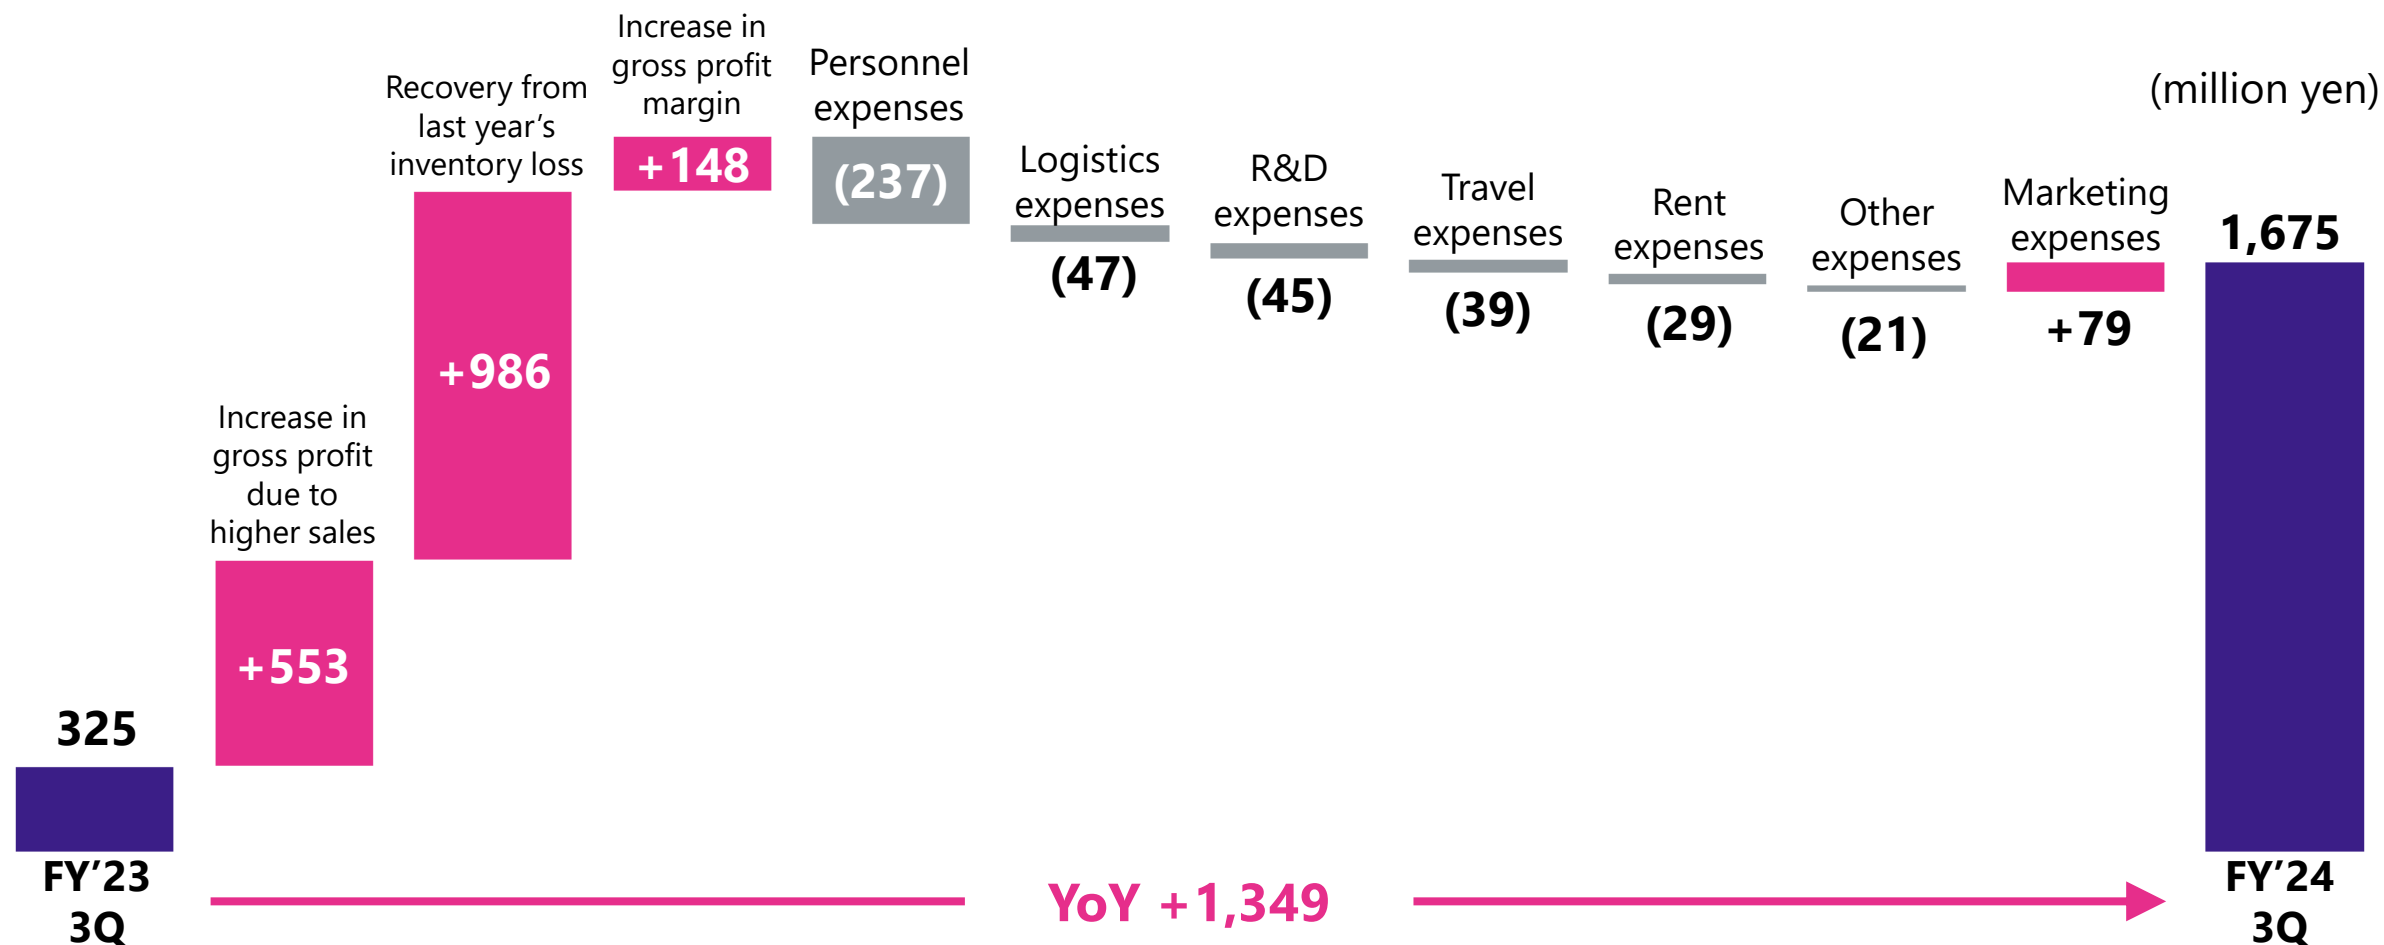 (million yen)
325
FY’23
3Q
Increase in
gross profit
due to
higher sales
+553
Recovery from
last year’s
inventory loss
+986
Increase in
gross profit
margin
+148
Personnel
expenses
(237)
Logistics
expenses
(47)
R&D
expenses
(45)
Travel
expenses
(39)
Rent
expenses
(29)
Other
expenses
(21)
Marketing
expenses
+79
1,675
FY’24
3Q
YoY +1,349